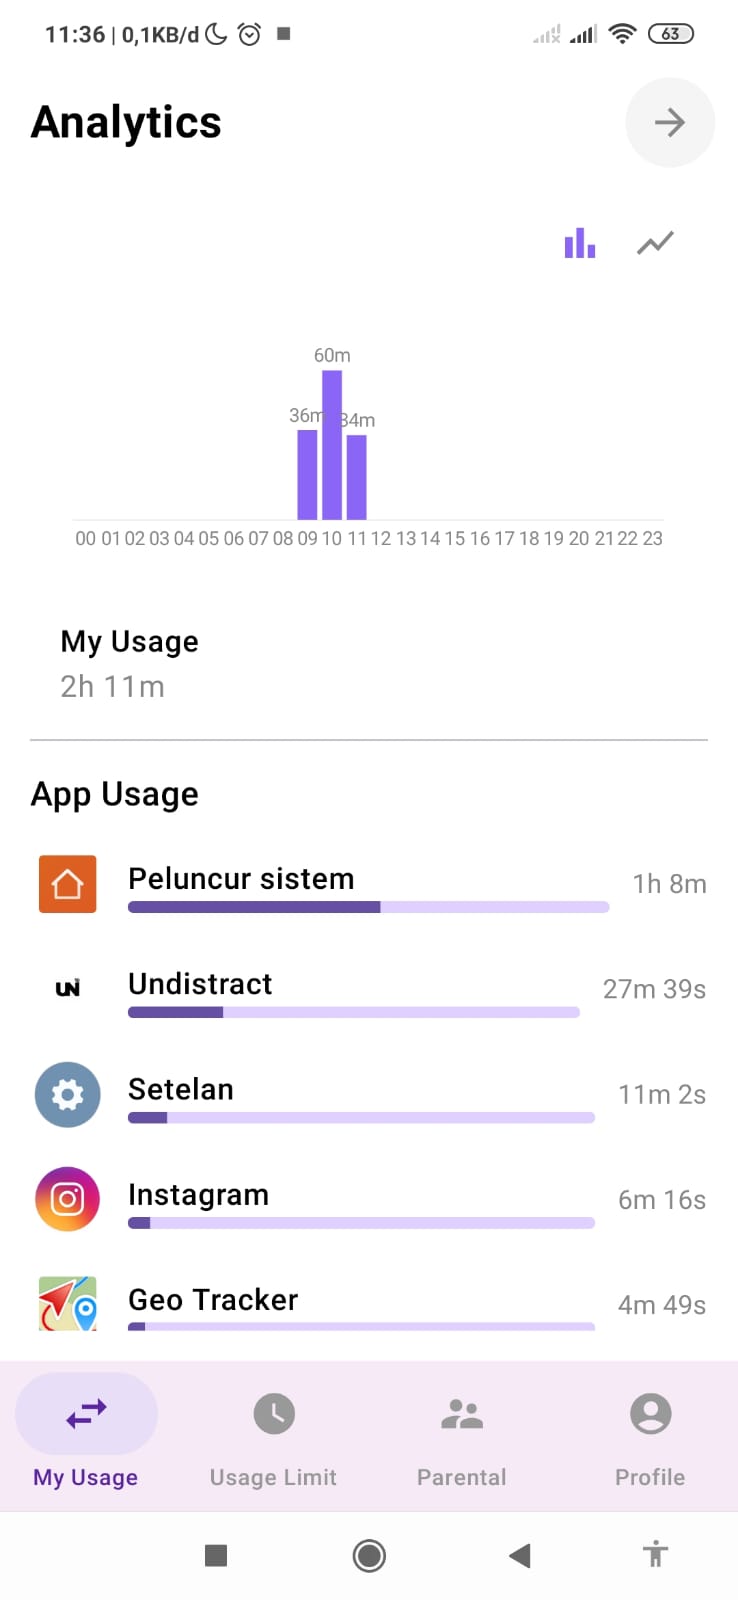 11:36 | 0,1KB/d
63
Analytics
60m
36m
34m
00 01 02 03 04 05 06 07 08 09 10 11 12 13 14 15 16 17 18 19 20 21 22 23
My Usage
2h 11m
App Usage
Peluncur sistem
1h 8m
UN
Undistract
27m 39s
Setelan
11m 2s
Instagram
6m 16s
Geo Tracker
4m 49s
My Usage
Usage Limit
Parental
Profile